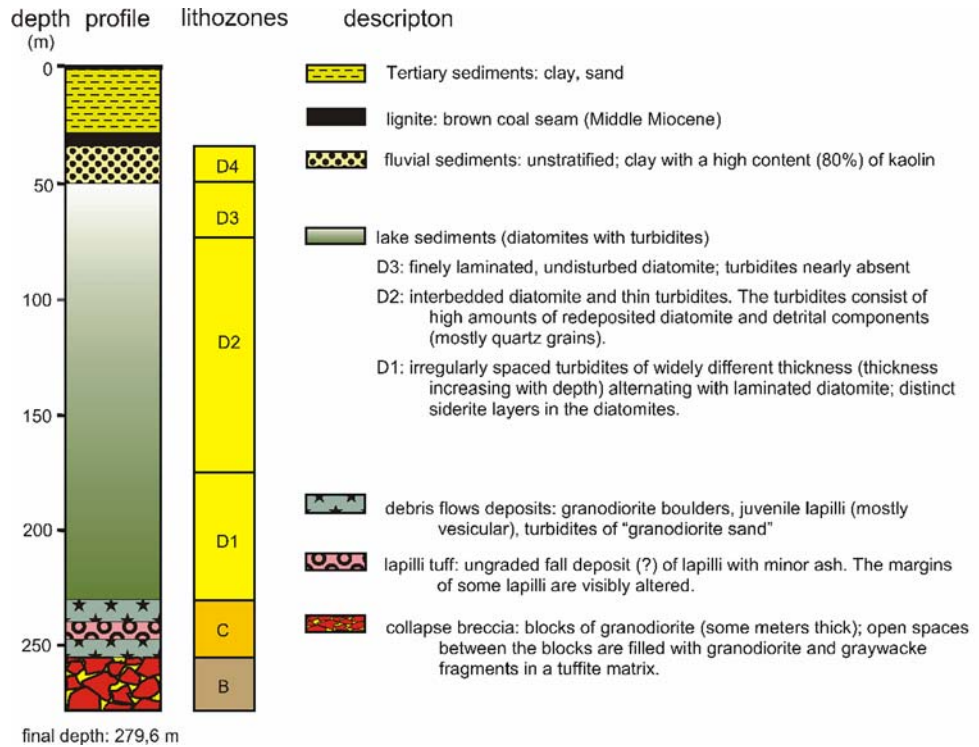 depth profile lithozones descripton
(m)
0
50
100
150
200
250
D4
D3
D2
D1
C
B
final depth: 279,6 m
Tertiary sediments: clay, sand
lignite: brown coal seam (Middle Miocene)
fluvial sediments: unstratified; clay with a high content (80%) of kaolin
lake sediments (diatomites with turbidites)
D3: finely laminated, undisturbed diatomite; turbidites nearly absent
D2: interbedded diatomite and thin turbidites. The turbidites consist of
high amounts of redeposited diatomite and detrital components
(mostly quartz grains).
D1: irregularly spaced turbidites of widely different thickness (thickness
increasing with depth) alternating with laminated diatomite; distinct
siderite layers in the diatomites.
debris flows deposits: granodiorite boulders, juvenile lapilli (mostly
vesicular), turbidites of “granodiorite sand”
lapilli tuff: ungraded fall deposit (?) of lapilli with minor ash. The margins
of some lapilli are visibly altered.
collapse breccia: blocks of granodiorite (some meters thick); open spaces
between the blocks are filled with granodiorite and graywacke
fragments in a tuffite matrix.